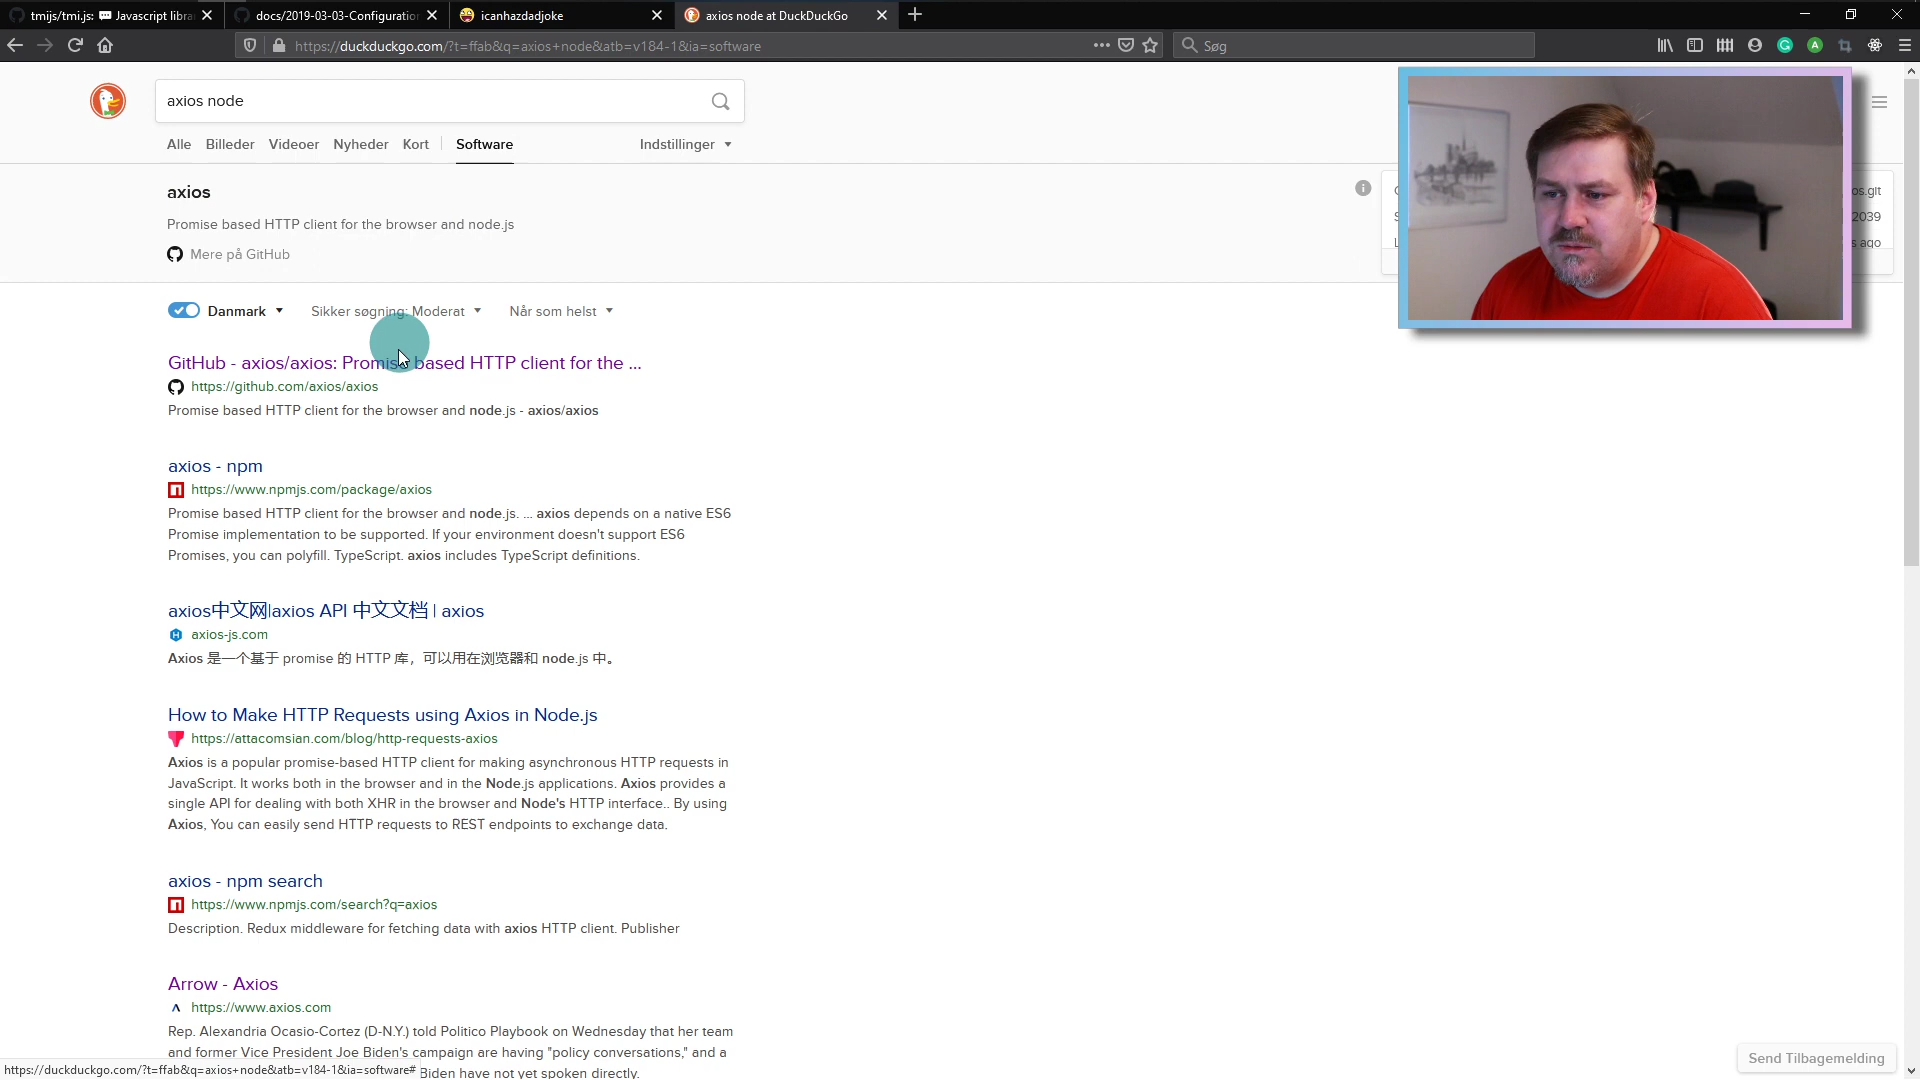 tmijs/tmi.js: 💬 Javascript libra
docs/2019-03-03-Configuration
icanhazdadjoke
axios node at DuckDuckGo
https://duckduckgo.com/?t=ffab&q=axios+node&atb=v184-1&ia=software
Søg
axios node
Alle Billeder Videoer Nyheder Kort Software Indstillinger
axios
Promise based HTTP client for the browser and node.js
Mere på GitHub
os.git
2039
s ago
Danmark Sikker søgning: Moderat Når som helst
GitHub - axios/axios: Promise based HTTP client for the ...
https://github.com/axios/axios
Promise based HTTP client for the browser and node.js - axios/axios
axios - npm
https://www.npmjs.com/package/axios
Promise based HTTP client for the browser and node.js. ... axios depends on a native ES6
Promise implementation to be supported. If your environment doesn't support ES6
Promises, you can polyfill. TypeScript. axios includes TypeScript definitions.
axios中文网|axios API 中文文档 | axios
axios-js.com
Axios 是一个基于 promise 的 HTTP 库，可以用在浏览器和 node.js 中。
How to Make HTTP Requests using Axios in Node.js
https://attacomsian.com/blog/http-requests-axios
Axios is a popular promise-based HTTP client for making asynchronous HTTP requests in
JavaScript. It works both in the browser and in the Node.js applications. Axios provides a
single API for dealing with both XHR in the browser and Node's HTTP interface.. By using
Axios, You can easily send HTTP requests to REST endpoints to exchange data.
axios - npm search
https://www.npmjs.com/search?q=axios
Description. Redux middleware for fetching data with axios HTTP client. Publisher
Arrow - Axios
https://www.axios.com
Rep. Alexandria Ocasio-Cortez (D-N.Y.) told Politico Playbook on Wednesday that her team
and former Vice President Joe Biden's campaign are having "policy conversations," and a
Biden have not yet spoken directly.
https://duckduckgo.com/?t=ffab&q=axios+node&atb=v184-1&ia=software#
Send Tilbagemelding